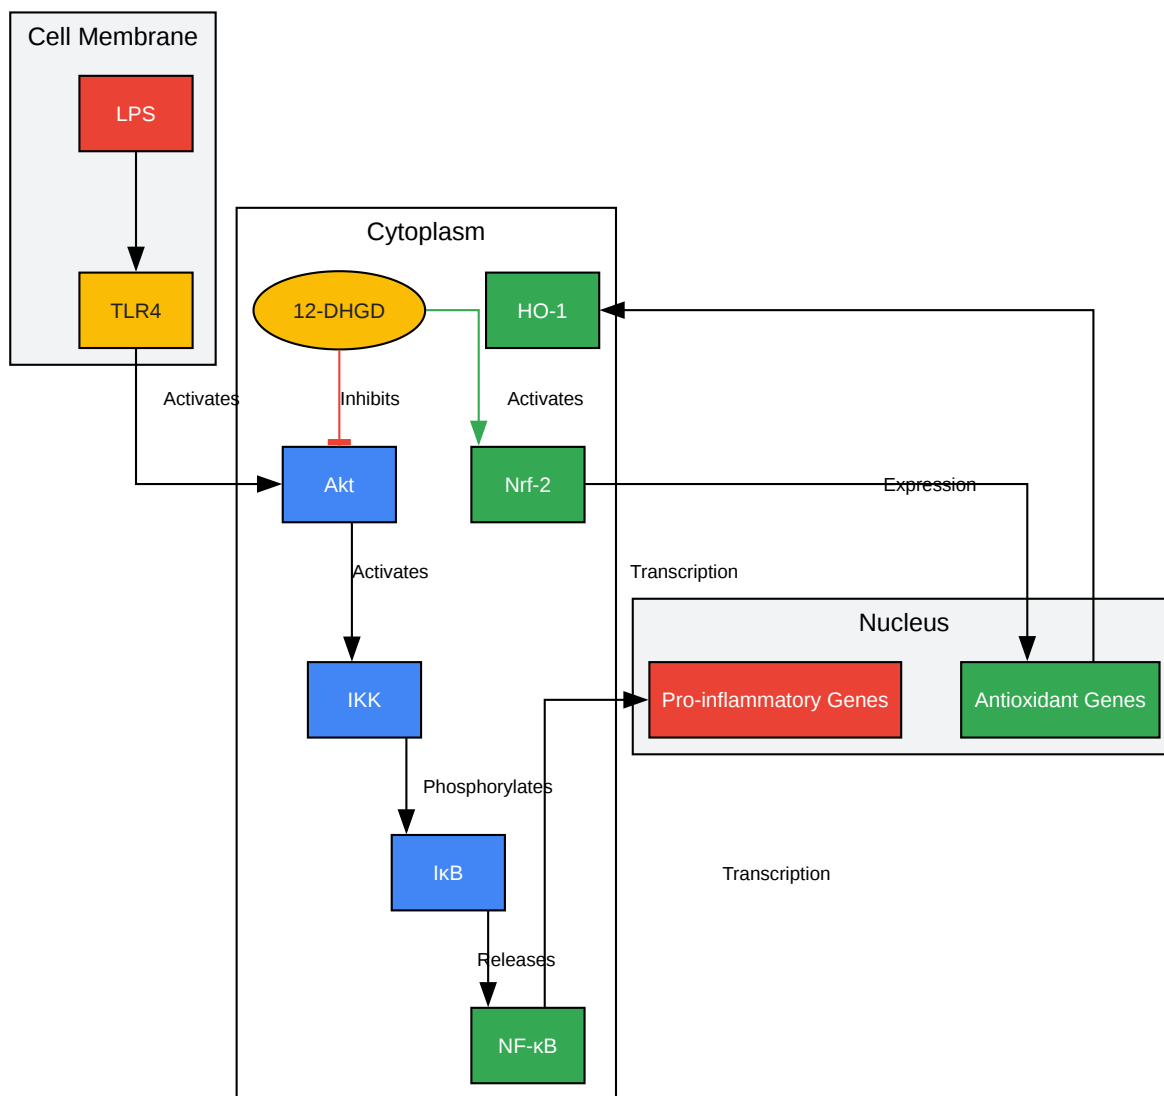 Cell Membrane
LPS
TLR4
Activates
Cytoplasm
12-DHGD
HO-1
Inhibits
Activates
Akt
Nrf-2
Expression
Activates
Transcription
Nucleus
IKK
Pro-inflammatory Genes
Antioxidant Genes
Phosphorylates
IκB
Transcription
Releases
NF-κB